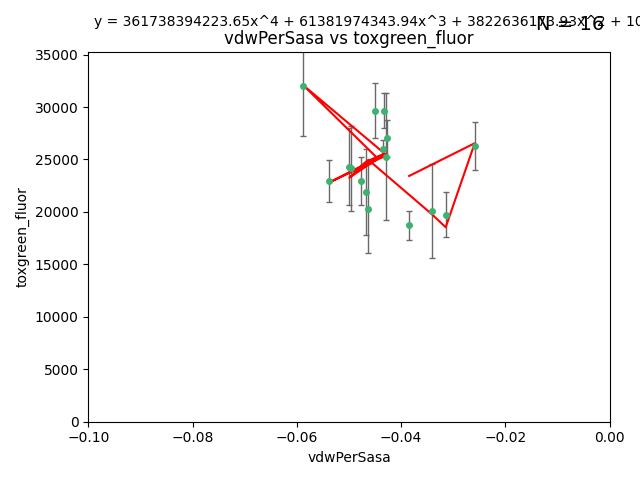 y = 361738394223.65x^4 + 61381974343.94x^3 + 3822636173.93x^2 + 10
N = 16
vdwPerSasa vs toxgreen_fluor
35000
30000
25000
20000
15000
10000
5000
0
toxgreen_fluor
−0.10
−0.08
−0.06
−0.04
−0.02
0.00
vdwPerSasa